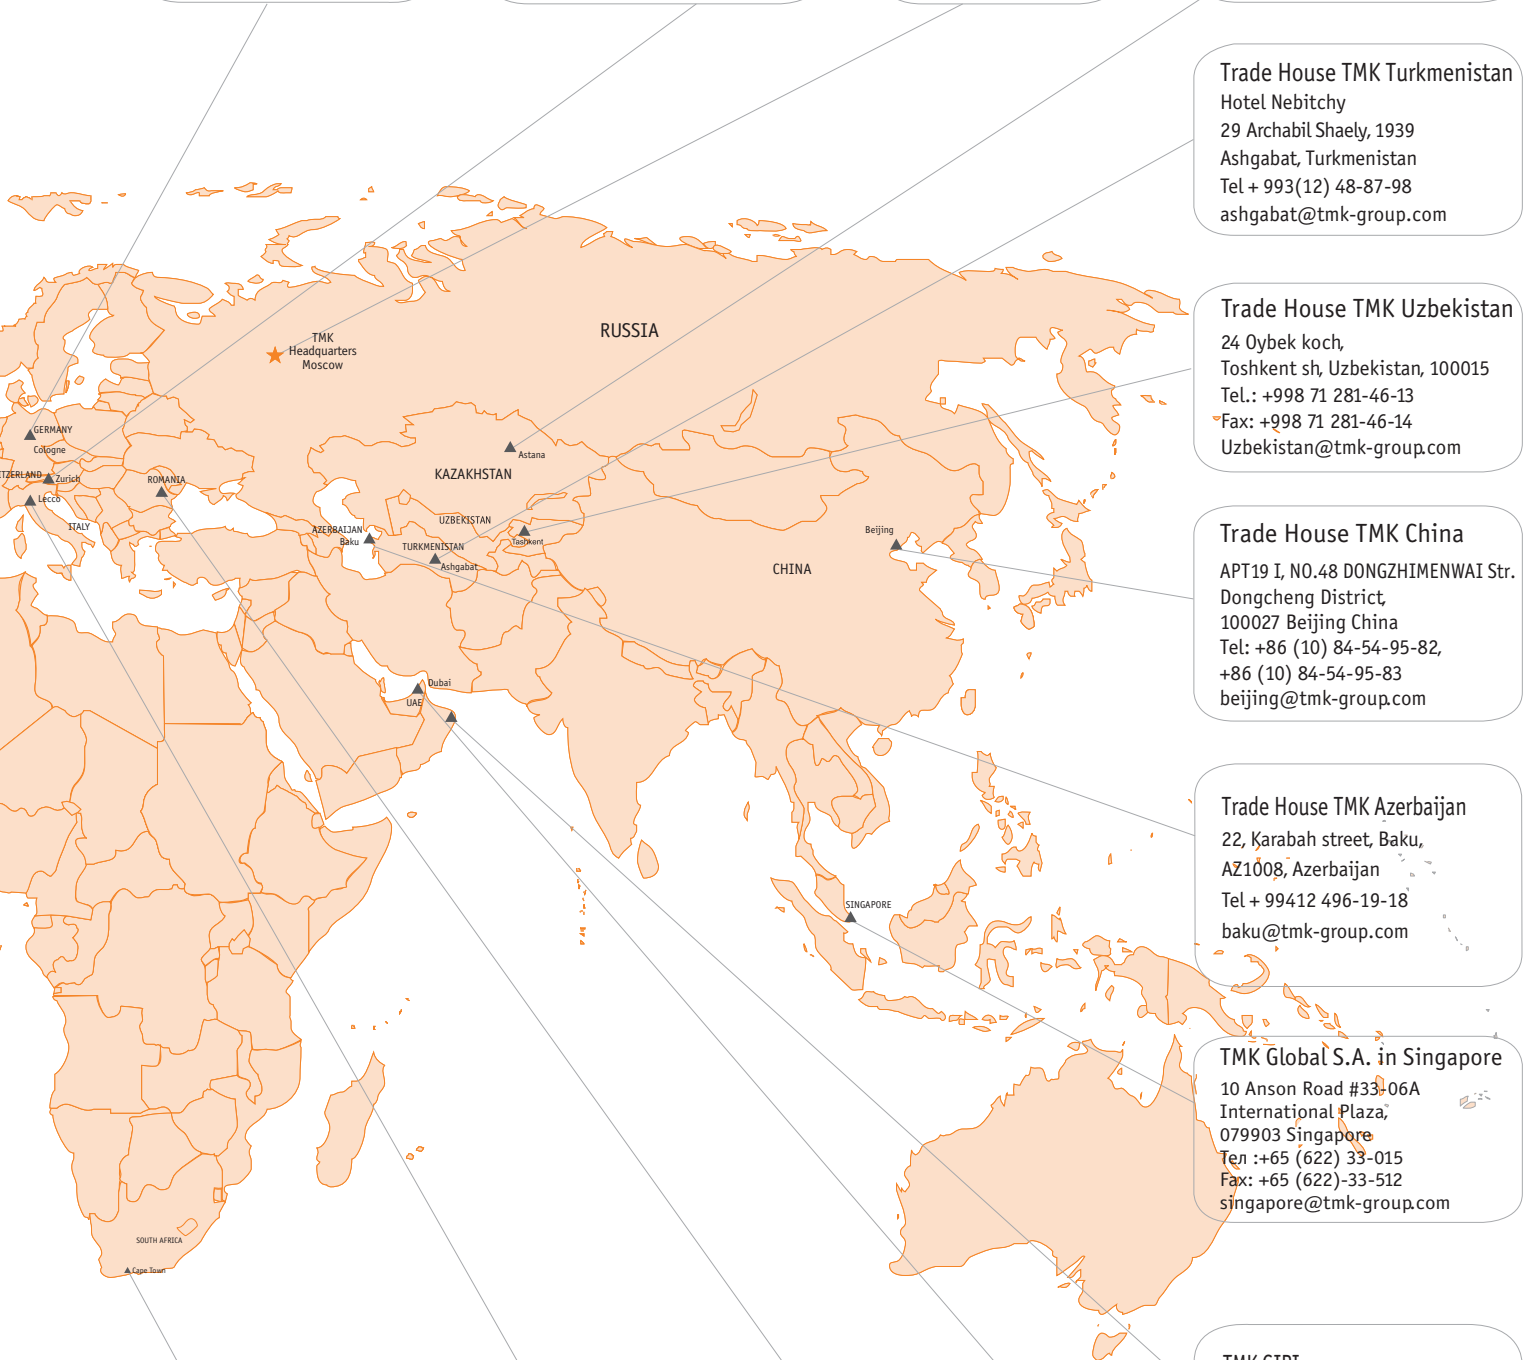 Trade House TMK Turkmenistan
Hotel Nebitchy
29 Archabil Shaely, 1939
Ashgabat, Turkmenistan
Tel + 993(12) 48-87-98
ashgabat@tmk-group.com
Trade House TMK Uzbekistan
24 Oybek koch,
Toshkent sh, Uzbekistan, 100015
Tel.: +998 71 281-46-13
Fax: +998 71 281-46-14
Uzbekistan@tmk-group.com
Trade House TMK China
APT19 I, NO.48 DONGZHIMENWAI Str.
Dongcheng District,
100027 Beijing China
Tel: +86 (10) 84-54-95-82,
+86 (10) 84-54-95-83
beijing@tmk-group.com
Trade House TMK Azerbaijan
22, Karabah street, Baku,
AZ1008, Azerbaijan
Tel + 99412 496-19-18
baku@tmk-group.com
TMK Global S.A. in Singapore
10 Anson Road #33-06A
International Plaza,
079903 Singapore
Тел :+65 (622) 33-015
Fax: +65 (622)-33-512
singapore@tmk-group.com
RUSSIA
TMK
Headquarters
Moscow
GERMANY
Cologne
ITZERLAND
Zurich
Lecco
ITALY
ROMANIA
Astana
KAZAKHSTAN
UZBEKISTAN
Tashkent
AZERBAIJAN
Baku
TURKMENISTAN
Ashgabat
Beijing
CHINA
Dubai
UAE
SINGAPORE
SOUTH AFRICA
Cape Town